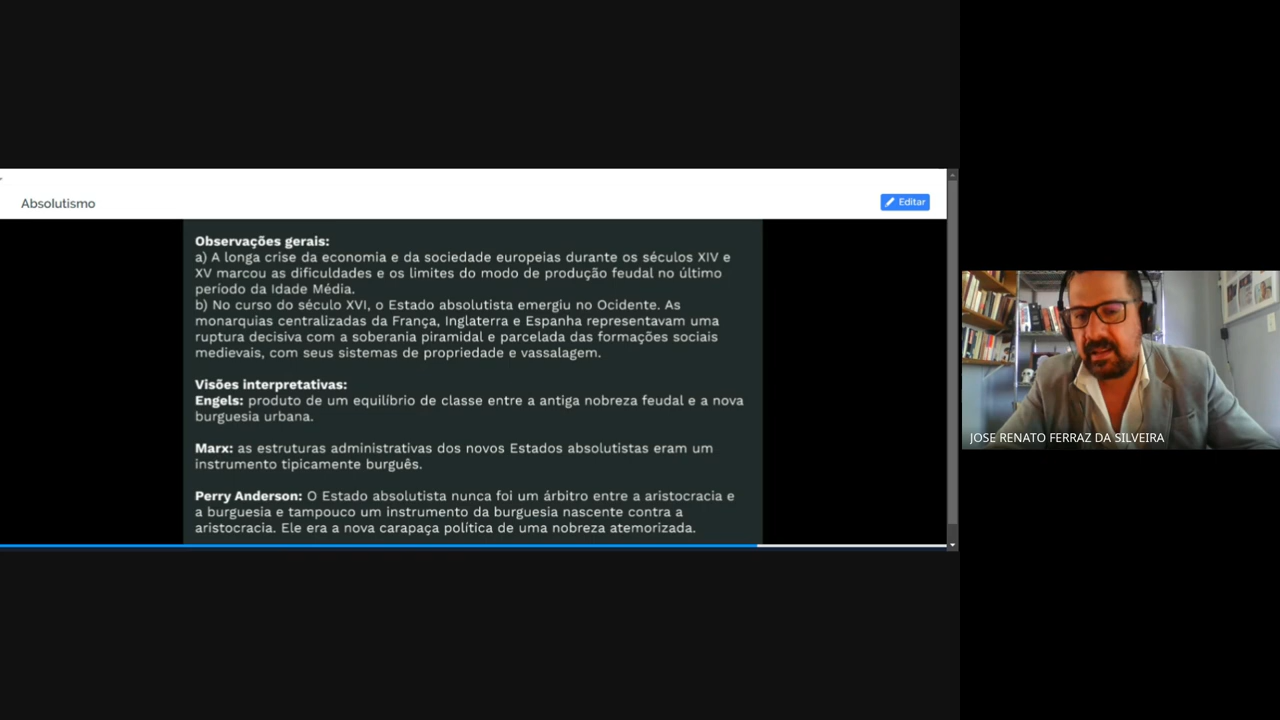 Absolutismo
Editar
Observações gerais:
a) A longa crise da economia e da sociedade europeias durante os séculos XIV e
XV marcou as dificuldades e os limites do modo de produção feudal no último
período da Idade Média.
b) No curso do século XVI, o Estado absolutista emergiu no Ocidente. As
monarquias centralizadas da França, Inglaterra e Espanha representavam uma
ruptura decisiva com a soberania piramidal e parcelada das formações sociais
medievais, com seus sistemas de propriedade e vassalagem.
Visões interpretativas:
Engels: produto de um equilíbrio de classe entre a antiga nobreza feudal e a nova
burguesia urbana.
Marx: as estruturas administrativas dos novos Estados absolutistas eram um
instrumento tipicamente burguês.
Perry Anderson: O Estado absolutista nunca foi um árbitro entre a aristocracia e
a burguesia e tampouco um instrumento da burguesia nascente contra a
aristocracia. Ele era a nova carapaça política de uma nobreza atemorizada.
JOSE RENATO FERRAZ DA SILVEIRA